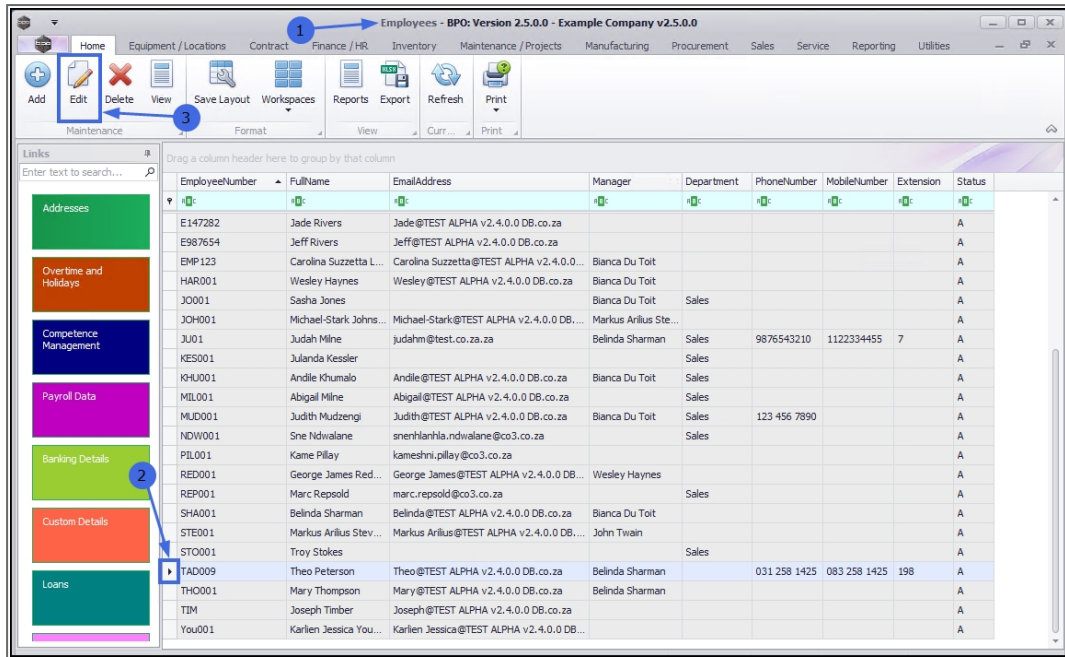 Employees - BPO: Version 2.5.0.0 - Example Company v2.5.0.0
1
Home Equipment / Locations Contract Finance / HR Inventory Maintenance / Projects Manufacturing Procurement Sales Service Reporting Utilities
Add Edit Delete View Save Layout Workspaces Reports Export Refresh Print
3
Maintenance Format View Curr... Print
Links
Enter text to search...
Addresses
Overtime and
Holidays
Competence
Management
Payroll Data
Banking Details
2
Custom Details
Loans
Drag a column header here to group by that column
EmployeeNumber FullName EmailAddress Manager Department PhoneNumber MobileNumber Extension Status
E147282 Jade Rivers Jade@TEST ALPHA v2.4.0.0 DB.co.za A
E987654 Jeff Rivers Jeff@TEST ALPHA v2.4.0.0 DB.co.za A
EMP123 Carolina Suzzetta L... Carolina Suzzetta@TEST ALPHA v2.4.0.0... Bianca Du Toit A
HAR001 Wesley Haynes Wesley@TEST ALPHA v2.4.0.0 DB.co.za Bianca Du Toit A
JO001 Sasha Jones Bianca Du Toit Sales A
JOH001 Michael-Stark Johns... Michael-Stark@TEST ALPHA v2.4.0.0 DB.... Markus Arilius Ste... A
JU01 Judah Milne judahm@test.co.za.za Belinda Sharman Sales 9876543210 1122334455 7 A
KES001 Julanda Kessler Sales A
KHU001 Andile Khumalo Andile@TEST ALPHA v2.4.0.0 DB.co.za Bianca Du Toit Sales A
MIL001 Abigail Milne Abigail@TEST ALPHA v2.4.0.0 DB.co.za Sales A
MUD001 Judith Mudzengi Judith@TEST ALPHA v2.4.0.0 DB.co.za Bianca Du Toit Sales 123 456 7890 A
NDW001 Sne Ndwalane snenhlanhla.ndwalane@co3.co.za Sales A
PIL001 Kame Pillay kameshni.pillay@co3.co.za A
RED001 George James Red... George James@TEST ALPHA v2.4.0.0 DB... Wesley Haynes A
REP001 Marc Repsold marc.repsold@co3.co.za Sales A
SHA001 Belinda Sharman Belinda@TEST ALPHA v2.4.0.0 DB.co.za Bianca Du Toit A
STE001 Markus Arilius Stev... Markus Arilius@TEST ALPHA v2.4.0.0 DB.... John Twain A
STO001 Troy Stokes Sales A
TAD009 Theo Peterson Theo@TEST ALPHA v2.4.0.0 DB.co.za Belinda Sharman 031 258 1425 083 258 1425 198 A
THO001 Mary Thompson Mary@TEST ALPHA v2.4.0.0 DB.co.za Belinda Sharman A
TIM Joseph Timber Joseph@TEST ALPHA v2.4.0.0 DB.co.za A
You001 Karlien Jessica You... Karlien Jessica@TEST ALPHA v2.4.0.0 DB... A